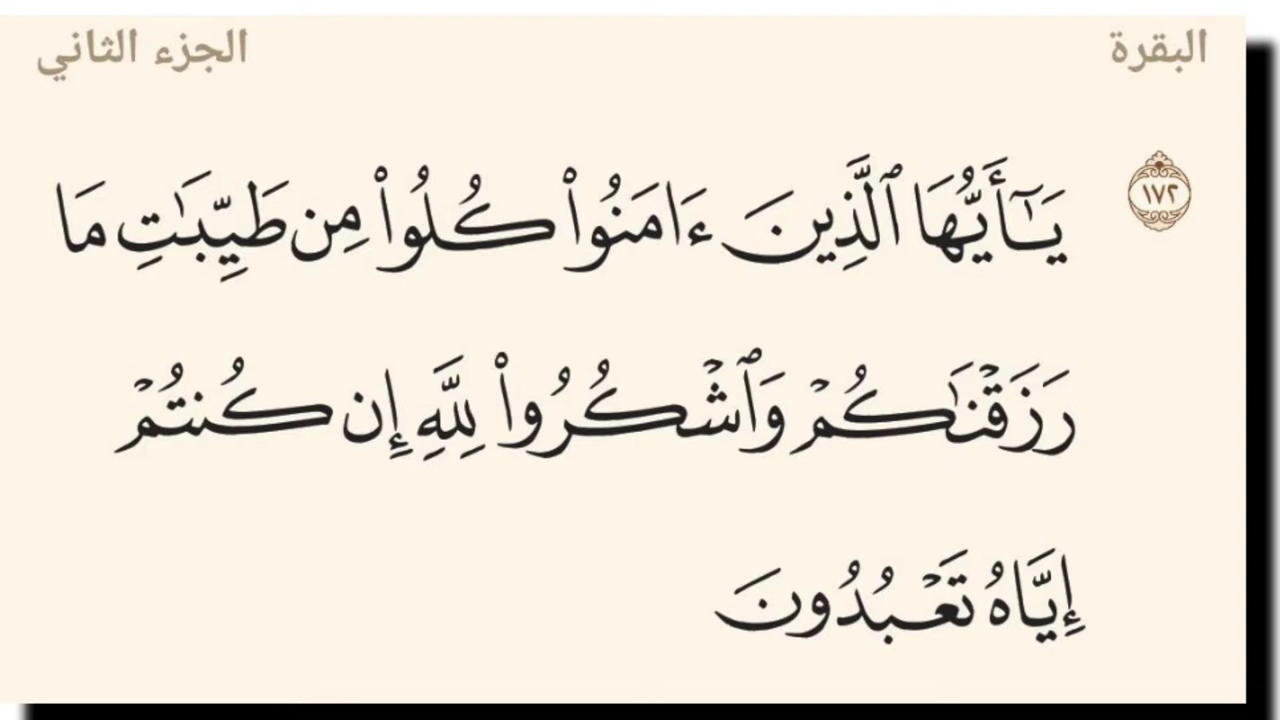 البقرة الجزء الثاني
١٧٢ يَـٰٓأَيُّهَا ٱلَّذِينَ ءَامَنُوا۟ كُلُوا۟ مِن طَيِّبَـٰتِ مَا
رَزَقْنَـٰكُمْ وَٱشْكُرُوا۟ لِلَّهِ إِن كُنتُمْ
إِيَّاهُ تَعْبُدُونَ